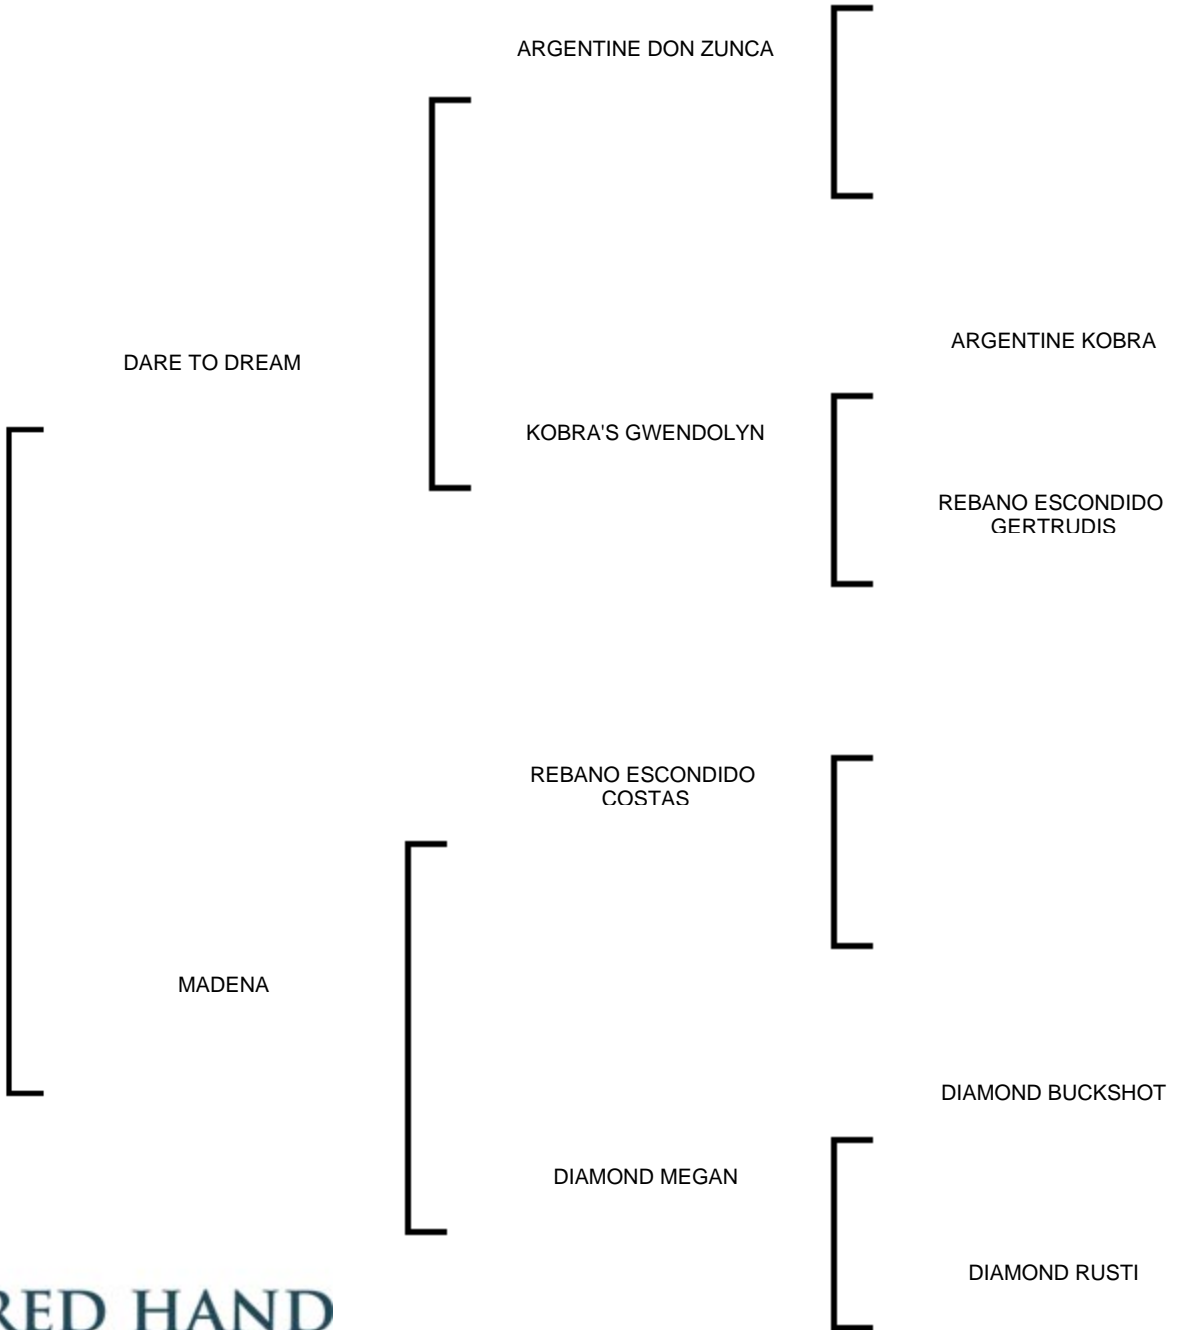 ARGENTINE DON ZUNCA
ARGENTINE KOBRA
DARE TO DREAM
KOBRA'S GWENDOLYN
REBANO ESCONDIDO
GERTRUDIS
REBANO ESCONDIDO
COSTAS
MADENA
DIAMOND BUCKSHOT
DIAMOND MEGAN
DIAMOND RUSTI
RED HAND